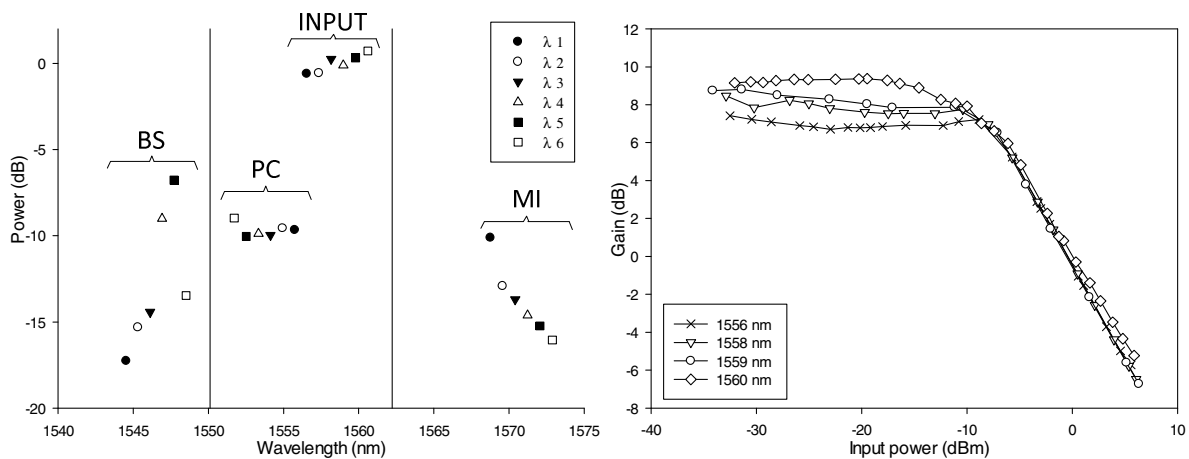 INPUT
BS
PC
MI
λ 1
λ 2
λ 3
λ 4
λ 5
λ 6
Power (dB)
0
-5
-10
-15
-20
1540
1545
1550
1555
1560
1565
1570
1575
Wavelength (nm)
Gain (dB)
12
10
8
6
4
2
0
-2
-4
-6
-8
1556 nm
1558 nm
1559 nm
1560 nm
-40
-30
-20
-10
0
10
Input power (dBm)